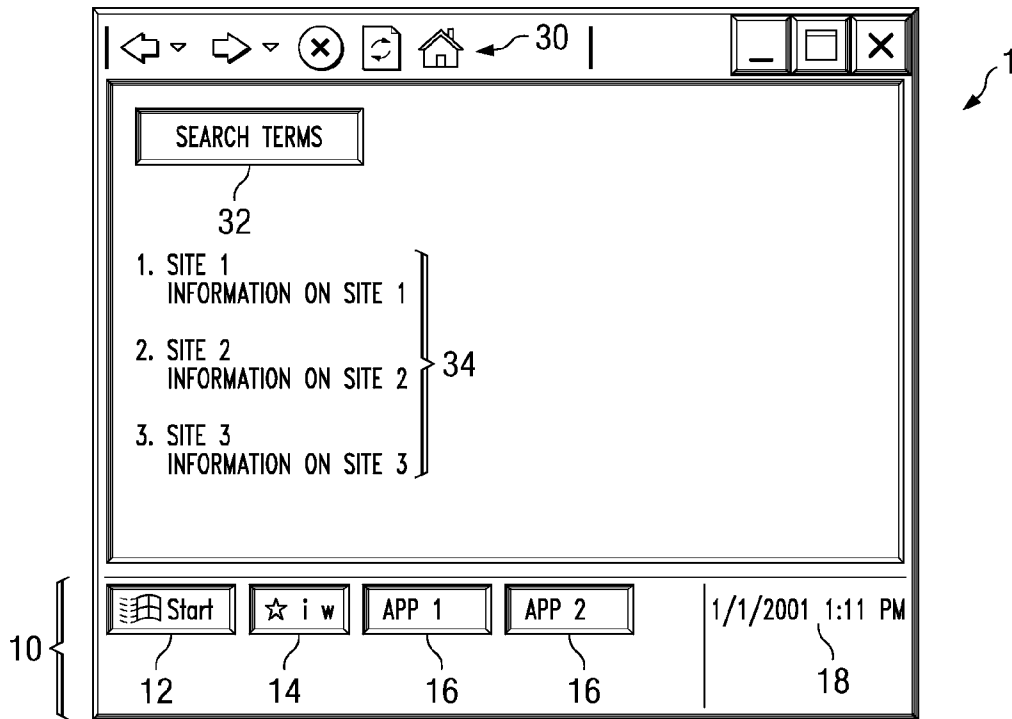 30
1
SEARCH TERMS
32
1. SITE 1
INFORMATION ON SITE 1
2. SITE 2
INFORMATION ON SITE 2
3. SITE 3
INFORMATION ON SITE 3
34
10
Start
i w
APP 1
APP 2
1/1/2001 1:11 PM
12
14
16
16
18